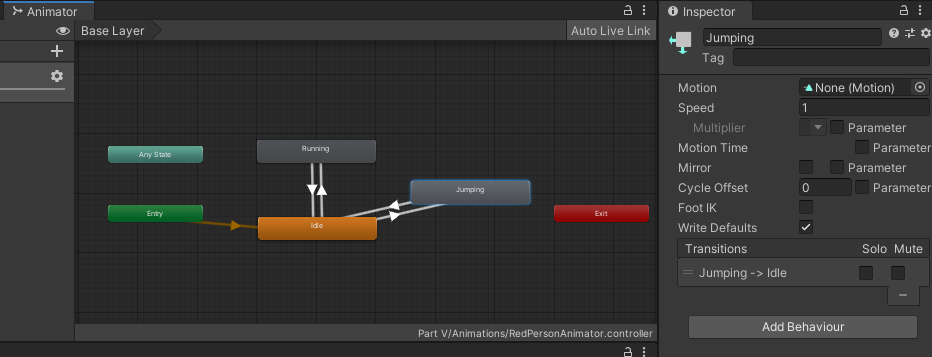 Animator
Base Layer
Auto Live Link
Any State
Running
Jumping
Entry
Idle
Exit
Part V/Animations/RedPersonAnimator.controller
Inspector
Jumping
Tag
Motion None (Motion)
Speed 1
Multiplier Parameter
Motion Time Parameter
Mirror Parameter
Cycle Offset 0 Parameter
Foot IK
Write Defaults
Transitions Solo Mute
Jumping -> Idle
Add Behaviour